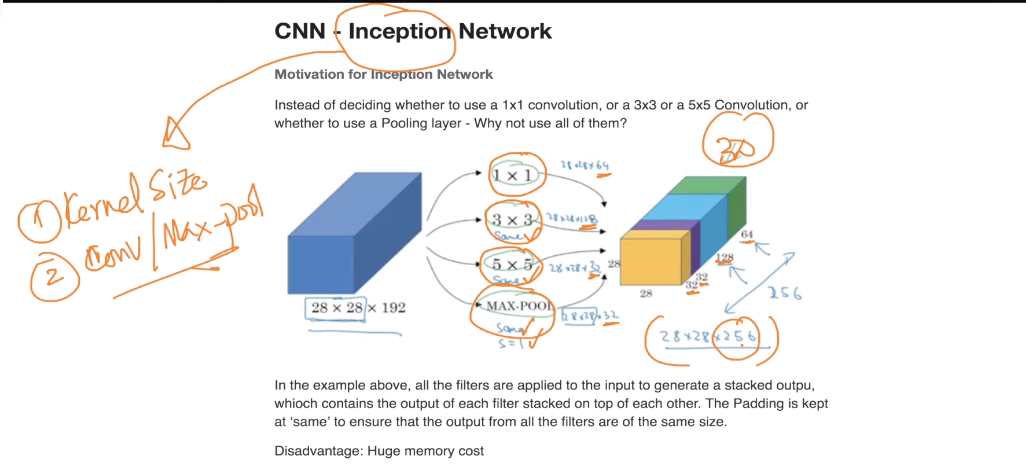 CNN - Inception Network
Motivation for Inception Network
Instead of deciding whether to use a 1x1 convolution, or a 3x3 or a 5x5 Convolution, or
whether to use a Pooling layer - Why not use all of them?
① Kernel Size
② Conv / Max-pool
28 × 28 × 192
1 × 1
28×28×64
3 × 3
same
28×28×128
5 × 5
same
28×28×32
MAX-POOL
same
s=1
28×28×32
28
28
32
32
128
64
256
(28×28×256)
In the example above, all the filters are applied to the input to generate a stacked outpu,
whioch contains the output of each filter stacked on top of each other. The Padding is kept
at ‘same’ to ensure that the output from all the filters are of the same size.
Disadvantage: Huge memory cost